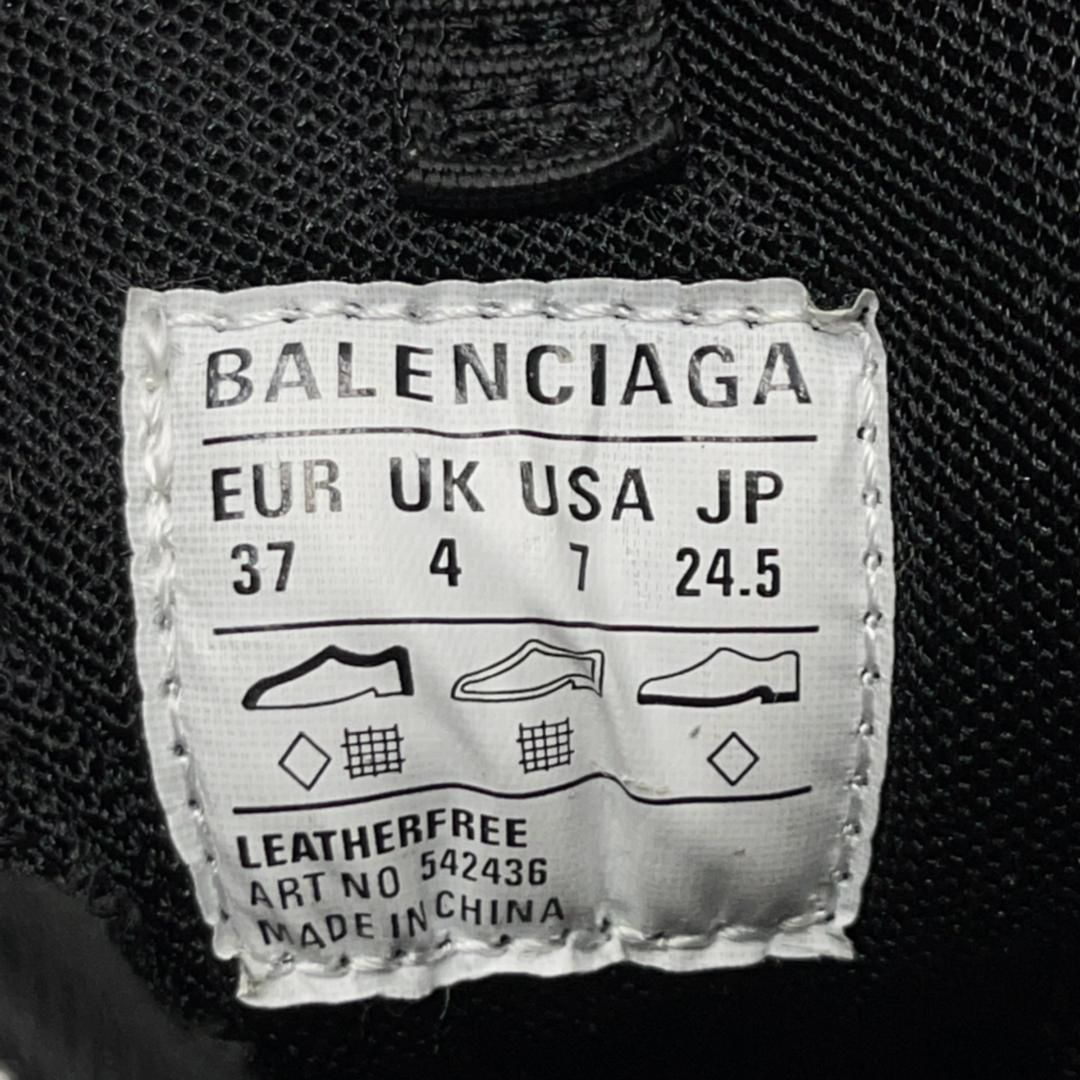 BALENCIAGA
EUR UK USA JP
37 4 7 24.5
LEATHERFREE
ART NO 542436
MADE IN CHINA